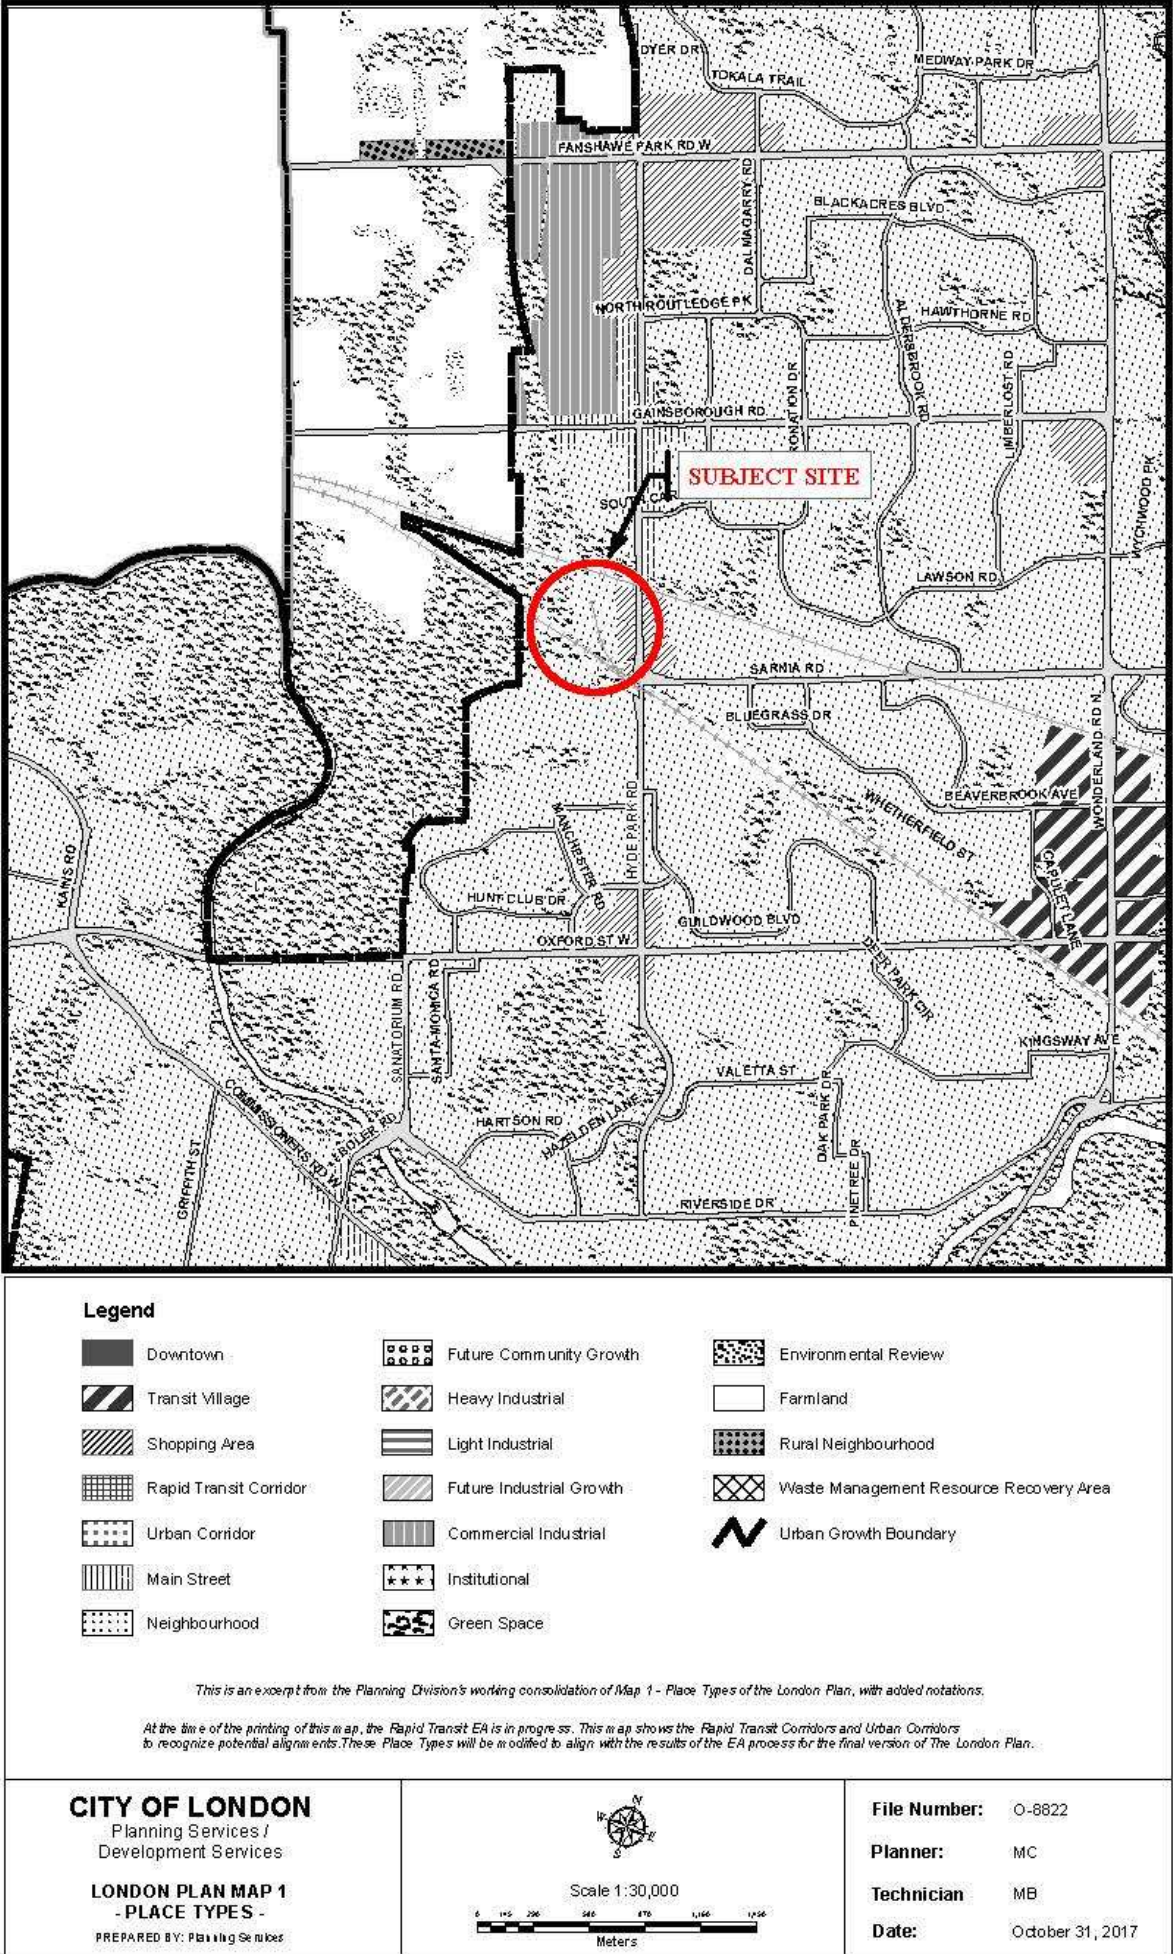 DYER DR
TOKALA TRAIL
MEDWAY PARK DR
FANSHAWE PARK RD W
DALMAGARRY RD
BLACKACRES BLVD
NORTH ROUTLEDGE PK
ALDERSBROOK RD
HAWTHORNE RD
GAINSBOROUGH RD
ONATION DR
LIMBERLOST RD
SUBJECT SITE
SOUTH CAR
WYCHWOOD PK
LAWSON RD
SARNIA RD
BLUEGRASS DR
WONDERLAND RD N
BEAVERBROOK AVE
WHETHERFIELD ST
HYDE PARK RD
MANCHESTER RD
CAPULET LANE
KAINS RD
HUNT CLUB DR
GUILDWOOD BLVD
OXFORD ST W
DEER PARK CIR
SANATORIUM RD
SANTA MONICA RD
KINGSWAY AVE
VALETTA ST
COMMISSIONERS RD W
BOLER RD
HARTSON RD
HAZELDEN LANE
OAK PARK DR
GRIFFITH ST
PINETREE DR
RIVERSIDE DR
Legend
Downtown
Transit Village
Shopping Area
Rapid Transit Corridor
Urban Corridor
Main Street
Neighbourhood
Future Community Growth
Heavy Industrial
Light Industrial
Future Industrial Growth
Commercial Industrial
Institutional
Green Space
Environmental Review
Farmland
Rural Neighbourhood
Waste Management Resource Recovery Area
Urban Growth Boundary
This is an excerpt from the Planning Division's working consolidation of Map 1 - Place Types of the London Plan, with added notations.
At the time of the printing of this map, the Rapid Transit EA is in progress. This map shows the Rapid Transit Corridors and Urban Corridors
to recognize potential alignments. These Place Types will be modified to align with the results of the EA process for the final version of The London Plan.
CITY OF LONDON
Planning Services /
Development Services
LONDON PLAN MAP 1
- PLACE TYPES -
PREPARED BY: Planning Services
N
W
E
S
Scale 1:30,000
Meters
File Number: O-8822
Planner: MC
Technician MB
Date: October 31, 2017